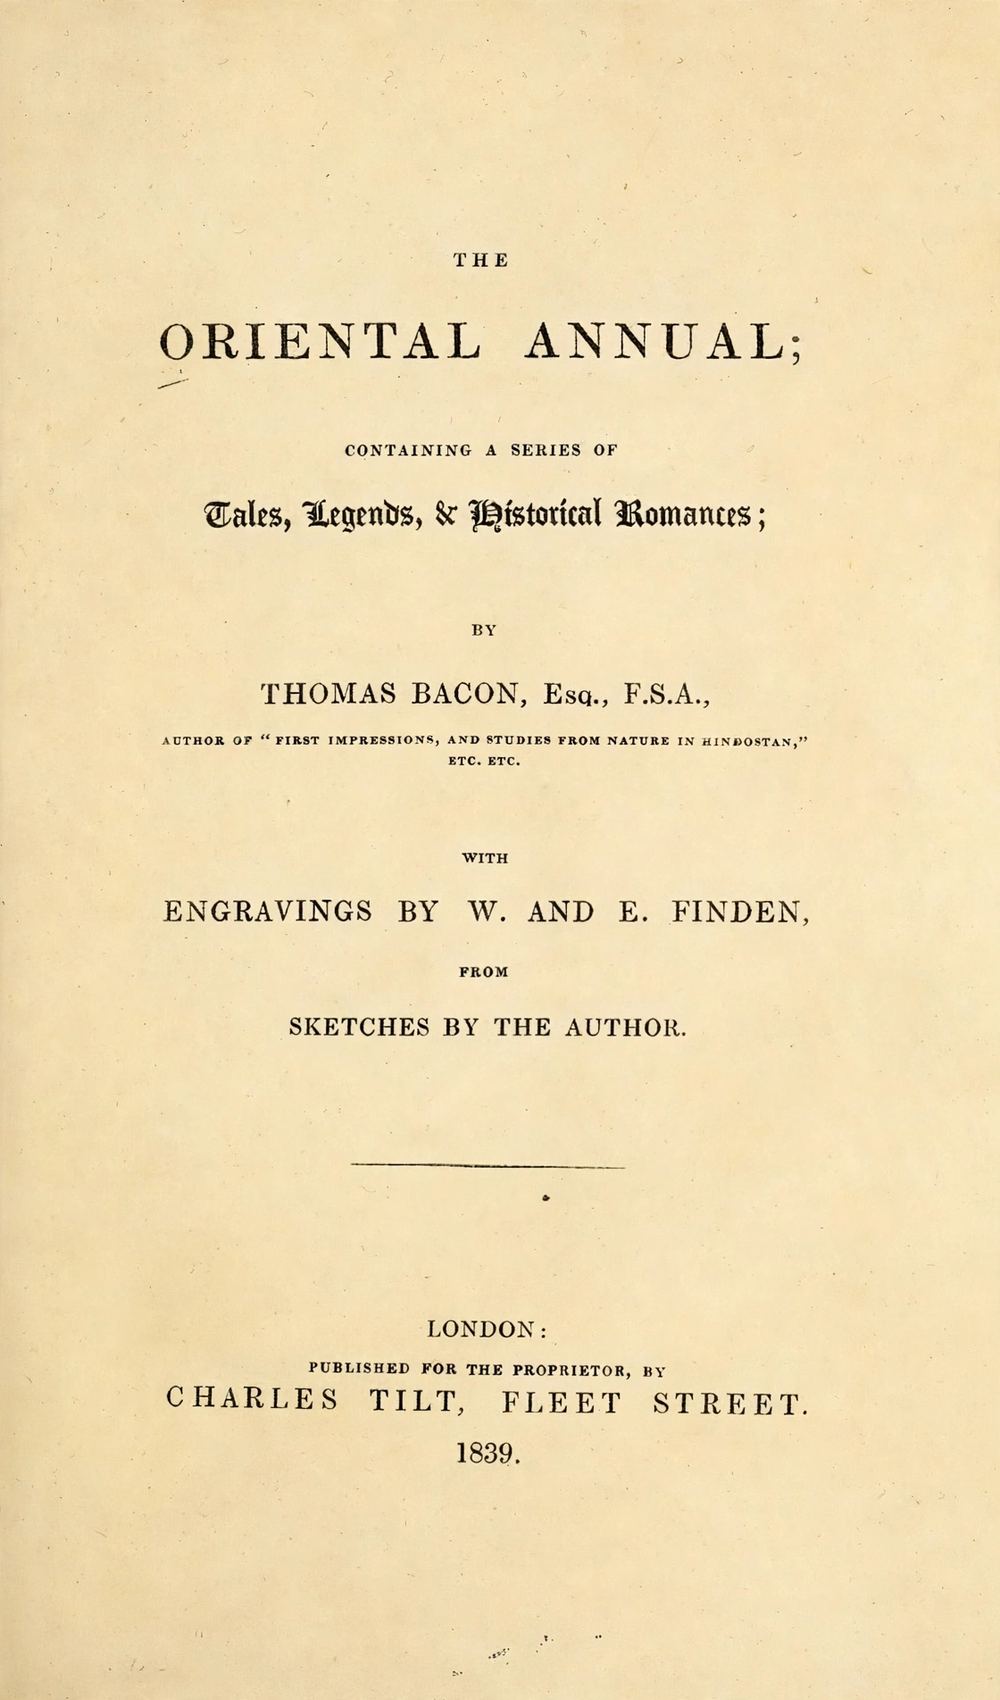 THE
ORIENTAL ANNUAL;
CONTAINING A SERIES OF
Tales, Legends, & Historical Romances;
BY
THOMAS BACON, Esq., F.S.A.,
AUTHOR OF “FIRST IMPRESSIONS, AND STUDIES FROM NATURE IN HINDOSTAN,”
ETC. ETC.
WITH
ENGRAVINGS BY W. AND E. FINDEN,
FROM
SKETCHES BY THE AUTHOR.
LONDON:
PUBLISHED FOR THE PROPRIETOR, BY
CHARLES TILT, FLEET STREET.
1839.